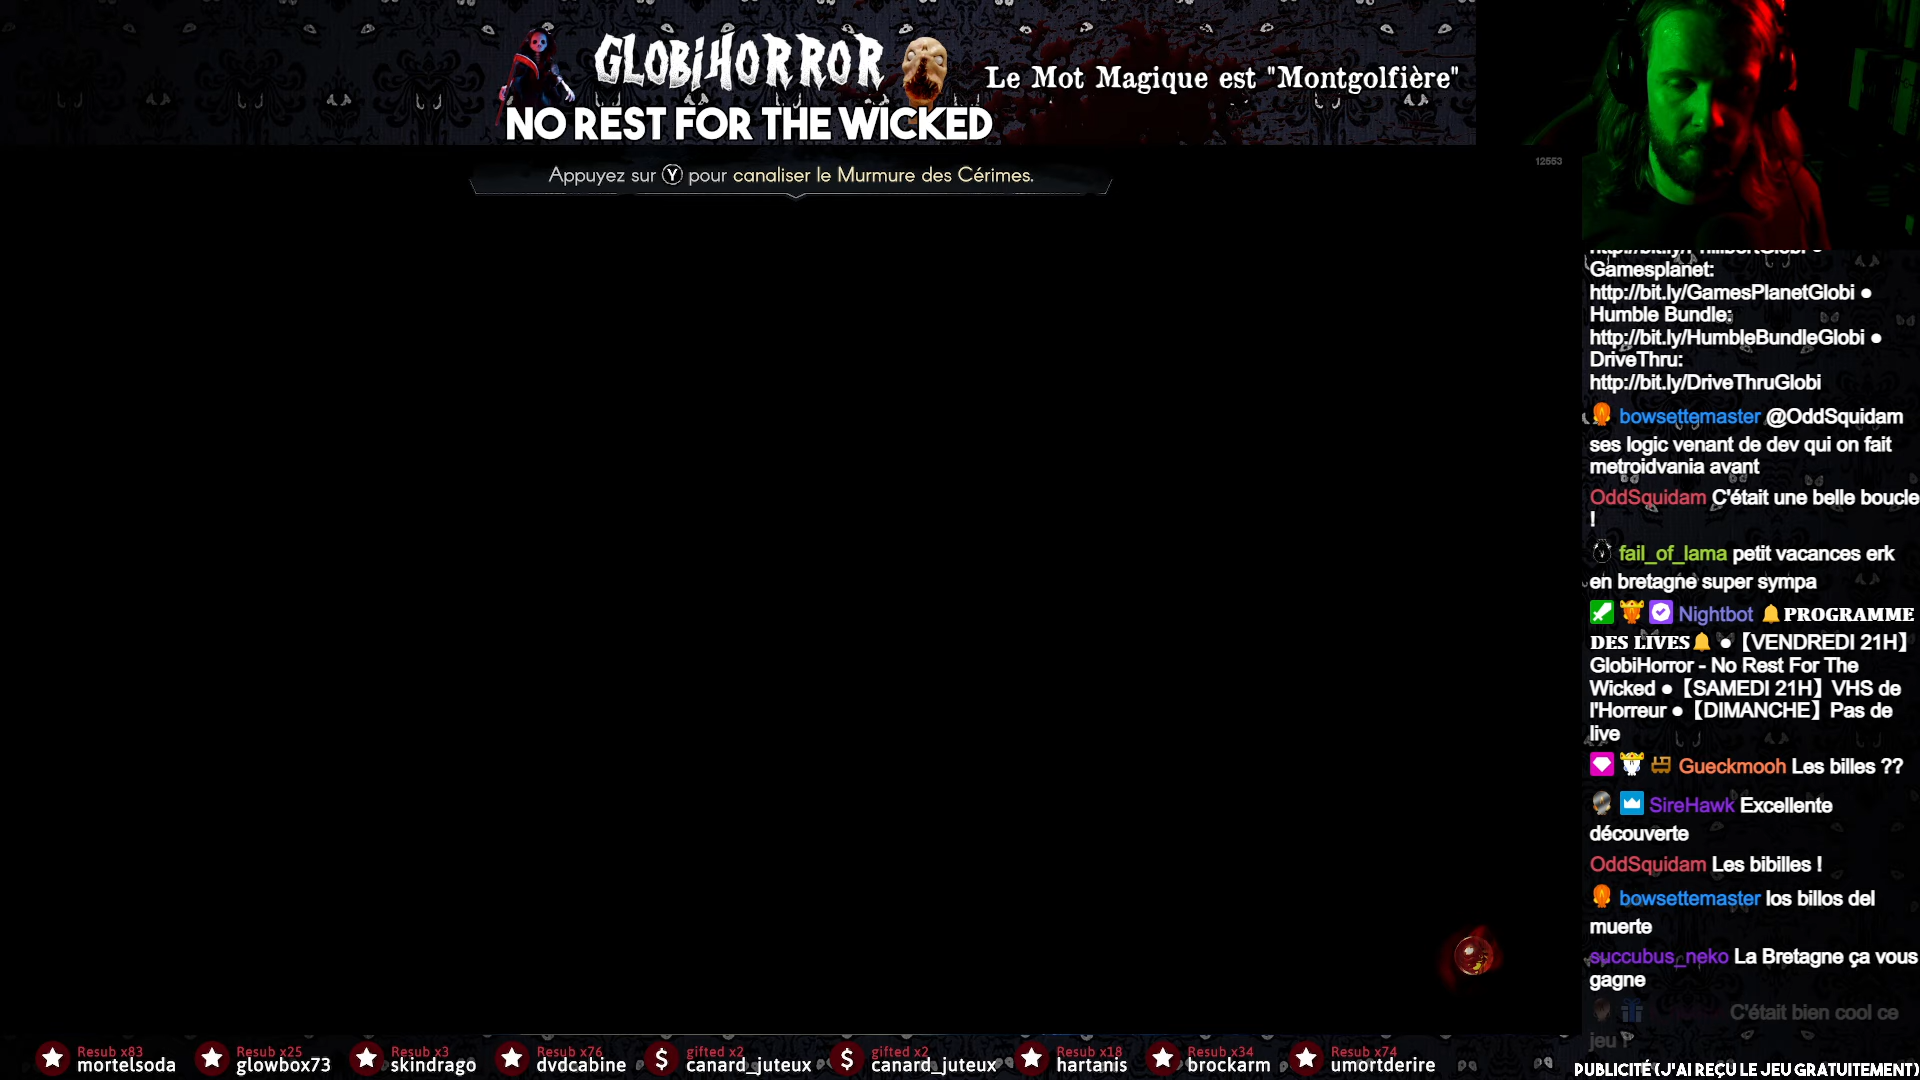 GLOBIHORROR
NO REST FOR THE WICKED
Le Mot Magique est "Montgolfière"
Appuyez sur Y pour canaliser le Murmure des Cérimes.
12553
Gamesplanet:
http://bit.ly/GamesPlanetGlobi ●
Humble Bundle:
http://bit.ly/HumbleBundleGlobi ●
DriveThru:
http://bit.ly/DriveThruGlobi
bowsettemaster @OddSquidam
ses logic venant de dev qui on fait
metroidvania avant
OddSquidam C'était une belle boucle
!
fail_of_lama petit vacances erk
en bretagne super sympa
Nightbot 🔔PROGRAMME
DES LIVES🔔 ●【VENDREDI 21H】
GlobiHorror - No Rest For The
Wicked ●【SAMEDI 21H】VHS de
l'Horreur ●【DIMANCHE】Pas de
live
Gueckmooh Les billes ??
SireHawk Excellente
découverte
OddSquidam Les bibilles !
bowsettemaster los billos del
muerte
succubus_neko La Bretagne ça vous
gagne
C'était bien cool ce
jeu !
Resub x83
mortelsoda
Resub x25
glowbox73
Resub x3
skindrago
Resub x76
dvdcabine
gifted x2
canard_juteux
gifted x2
canard_juteux
Resub x18
hartanis
Resub x34
brockarm
Resub x74
umortderire
PUBLICITÉ (J'AI REÇU LE JEU GRATUITEMENT)